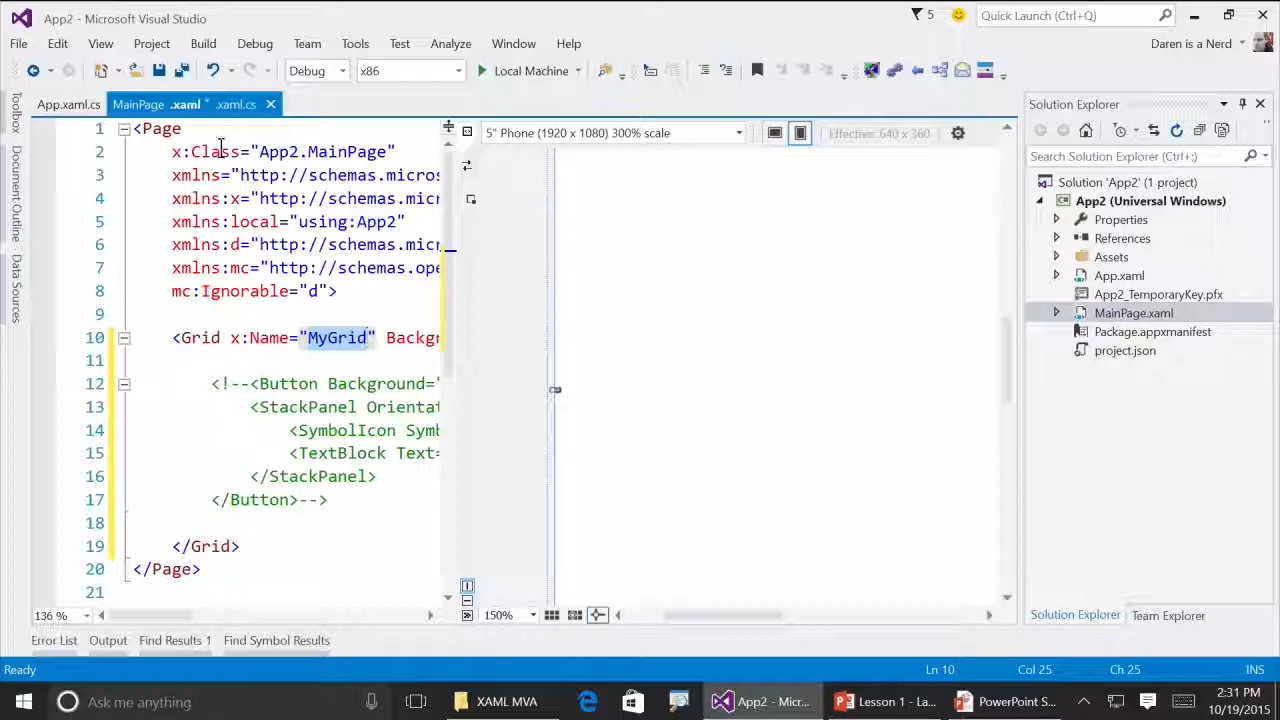 App2 - Microsoft Visual Studio
5
Quick Launch (Ctrl+Q)
File Edit View Project Build Debug Team Tools Test Analyze Window Help
Daren is a Nerd
Debug x86 Local Machine
App.xaml.cs MainPage .xaml * .xaml.cs
Toolbox
Document Outline
Data Sources
1 <Page
2 x:Class="App2.MainPage"
3 xmlns="http://schemas.micros
4 xmlns:x="http://schemas.micr
5 xmlns:local="using:App2"
6 xmlns:d="http://schemas.micr
7 xmlns:mc="http://schemas.ope
8 mc:Ignorable="d">
9
10 <Grid x:Name="MyGrid" Backgr
11
12 <!--<Button Background="
13 <StackPanel Orientat
14 <SymbolIcon Symb
15 <TextBlock Text=
16 </StackPanel>
17 </Button>-->
18
19 </Grid>
20 </Page>
21
136 %
5" Phone (1920 x 1080) 300% scale
Effective: 640 x 360
150%
Solution Explorer
Search Solution Explorer (Ctrl+;)
Solution 'App2' (1 project)
App2 (Universal Windows)
Properties
References
Assets
App.xaml
App2_TemporaryKey.pfx
MainPage.xaml
Package.appxmanifest
project.json
Solution Explorer Team Explorer
Error List Output Find Results 1 Find Symbol Results
Ready Ln 10 Col 25 Ch 25 INS
Ask me anything
XAML MVA
App2 - Micr...
Lesson 1 - La...
PowerPoint S...
2:31 PM
10/19/2015